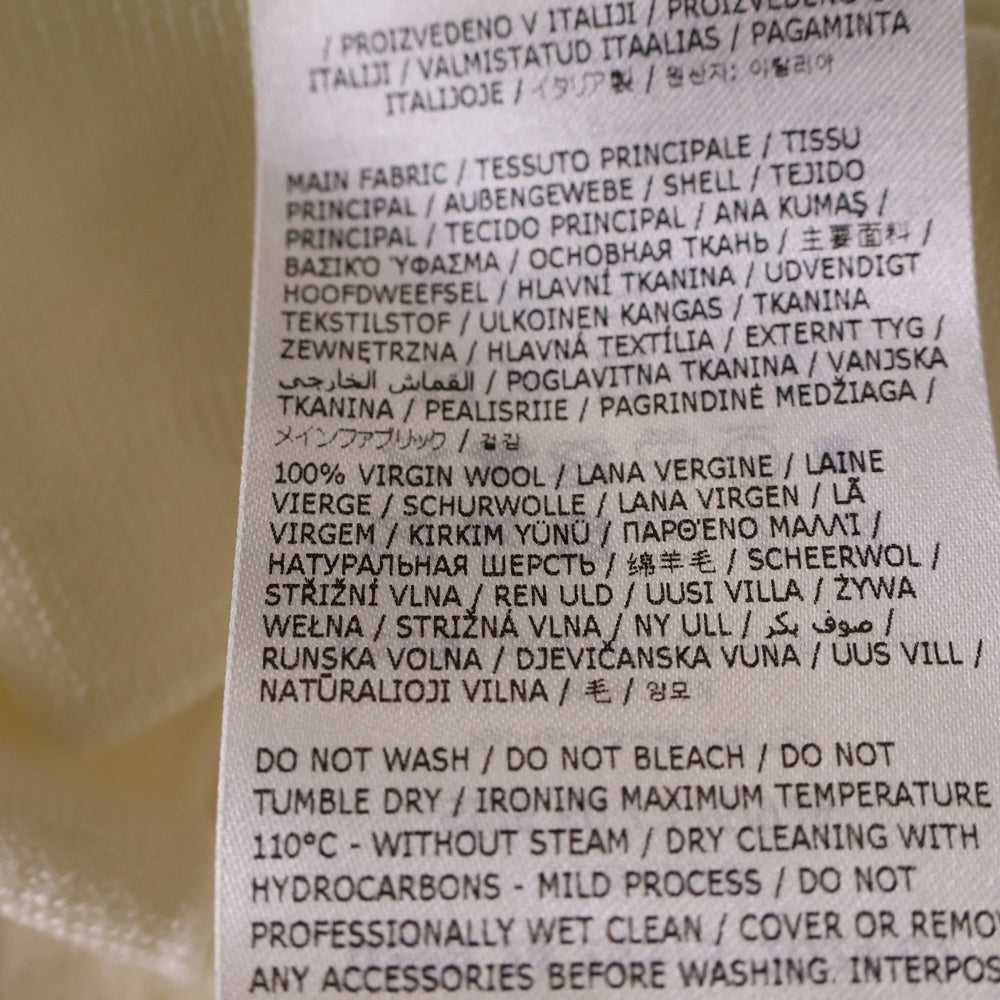 / PROIZVEDENO V ITALIJI / PROIZVEDENO
ITALIJI / VALMISTATUD ITAALIAS / PAGAMINTA
ITALIJOJE / イタリア製 / 원산지: 이탈리아
MAIN FABRIC / TESSUTO PRINCIPALE / TISSU
PRINCIPAL / AUßENGEWEBE / SHELL / TEJIDO
PRINCIPAL / TECIDO PRINCIPAL / ANA KUMAŞ /
ΒΑΣΙΚΌ ΎΦΑΣΜΑ / ОСНОВНАЯ ТКАНЬ / 主要面料 /
HOOFDWEEFSEL / HLAVNÍ TKANINA / UDVENDIGT
TEKSTILSTOF / ULKOINEN KANGAS / TKANINA
ZEWNĘTRZNA / HLAVNÁ TEXTÍLIA / EXTERNT TYG /
القماش الخارجي / POGLAVITNA TKANINA / VANJSKA
TKANINA / PEALISRIIE / PAGRINDINĖ MEDŽIAGA /
メインファブリック / 겉감
100% VIRGIN WOOL / LANA VERGINE / LAINE
VIERGE / SCHURWOLLE / LANA VIRGEN / LÃ
VIRGEM / KIRKIM YÜNÜ / ΠΑΡΘΈΝΟ ΜΑΛΛΊ /
НАТУРАЛЬНАЯ ШЕРСТЬ / 绵羊毛 / SCHEERWOL /
STŘIŽNÍ VLNA / REN ULD / UUSI VILLA / ŻYWA
WEŁNA / STRIŽNÁ VLNA / NY ULL / صوف بكر /
RUNSKA VOLNA / DJEVIČANSKA VUNA / UUS VILL /
NATŪRALIOJI VILNA / 毛 / 양모
DO NOT WASH / DO NOT BLEACH / DO NOT
TUMBLE DRY / IRONING MAXIMUM TEMPERATURE
110°C - WITHOUT STEAM / DRY CLEANING WITH
HYDROCARBONS - MILD PROCESS / DO NOT
PROFESSIONALLY WET CLEAN / COVER OR REMO
ANY ACCESSORIES BEFORE WASHING. INTERPOS